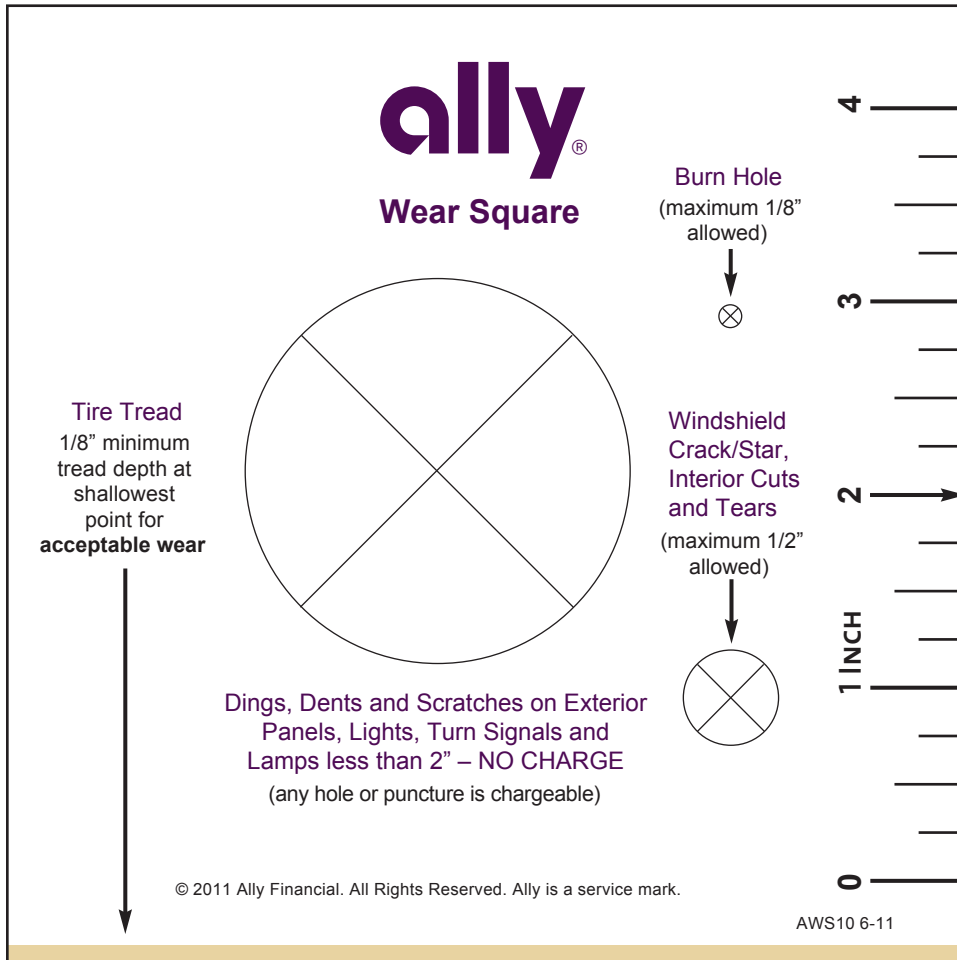 ally®
Wear Square
Burn Hole
(maximum 1/8”
allowed)
Tire Tread
1/8” minimum
tread depth at
shallowest
point for
acceptable wear
Windshield
Crack/Star,
Interior Cuts
and Tears
(maximum 1/2”
allowed)
Dings, Dents and Scratches on Exterior
Panels, Lights, Turn Signals and
Lamps less than 2” – NO CHARGE
(any hole or puncture is chargeable)
4
3
2
1 INCH
0
© 2011 Ally Financial. All Rights Reserved. Ally is a service mark.
AWS10 6-11